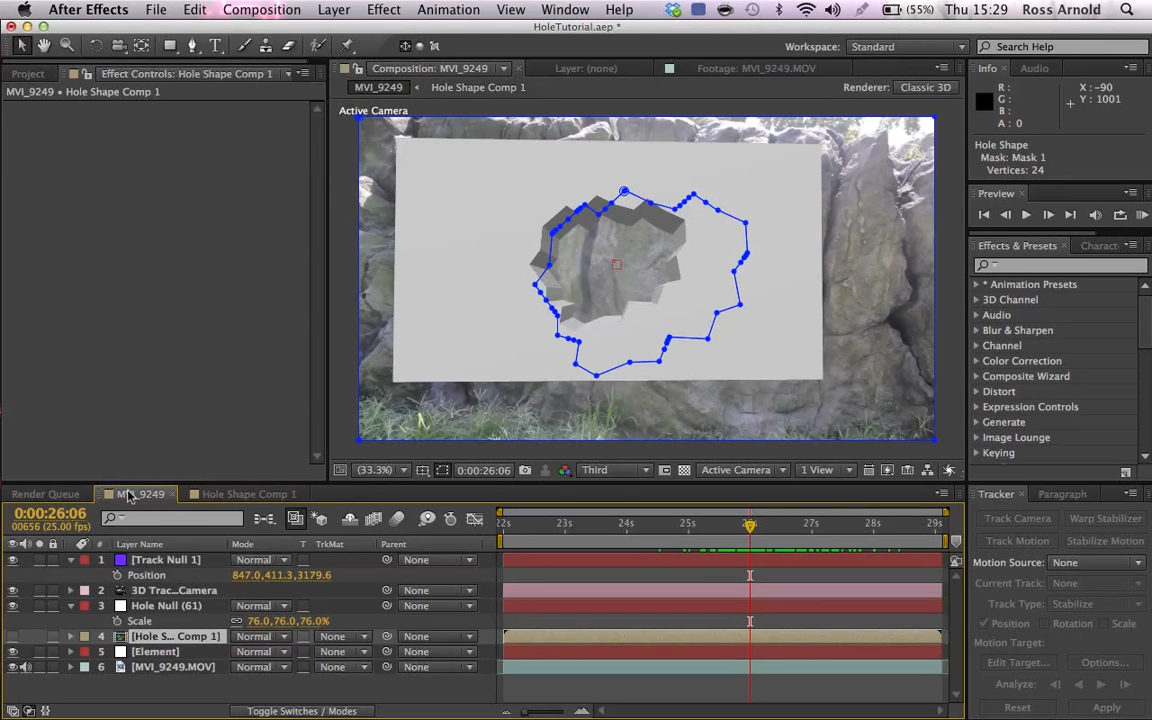 After Effects File Edit Composition Layer Effect Animation View Window Help (55%) Thu 15:29 Ross Arnold
HoleTutorial.aep *
Workspace: Standard Search Help
Project Effect Controls: Hole Shape Comp 1 Composition: MVI_9249 Layer: (none) Footage: MVI_9249.MOV Info Audio
MVI_9249 • Hole Shape Comp 1 MVI_9249 Hole Shape Comp 1 Renderer: Classic 3D
R: X: -90
G: Y: 1001
B:
A: 0
Active Camera
Hole Shape
Mask: Mask 1
Vertices: 24
Preview
Effects & Presets Charact
* Animation Presets
3D Channel
Audio
Blur & Sharpen
Channel
Color Correction
Composite Wizard
Distort
Expression Controls
Generate
Image Lounge
Keying
(33.3%) 0:00:26:06 Third Active Camera 1 View
Render Queue MVI_9249 Hole Shape Comp 1 Tracker Paragraph
0:00:26:06
00656 (25.00 fps)
22s 23s 24s 25s 27s 28s 29s
Track Camera Warp Stabilizer
Track Motion Stabilize Motion
# Layer Name Mode T TrkMat Parent
1 [Track Null 1] Normal None
Position 847.0,411.3,3179.6
2 3D Trac...Camera None
3 Hole Null (61) Normal None
Scale 76.0,76.0,76.0%
4 [Hole S... Comp 1] Normal None None
5 [Element] Normal None None
6 [MVI_9249.MOV] Normal None None
Motion Source: None
Current Track: None
Track Type: Stabilize
Position Rotation Scale
Motion Target:
Edit Target... Options...
Analyze:
Reset Apply
Toggle Switches / Modes